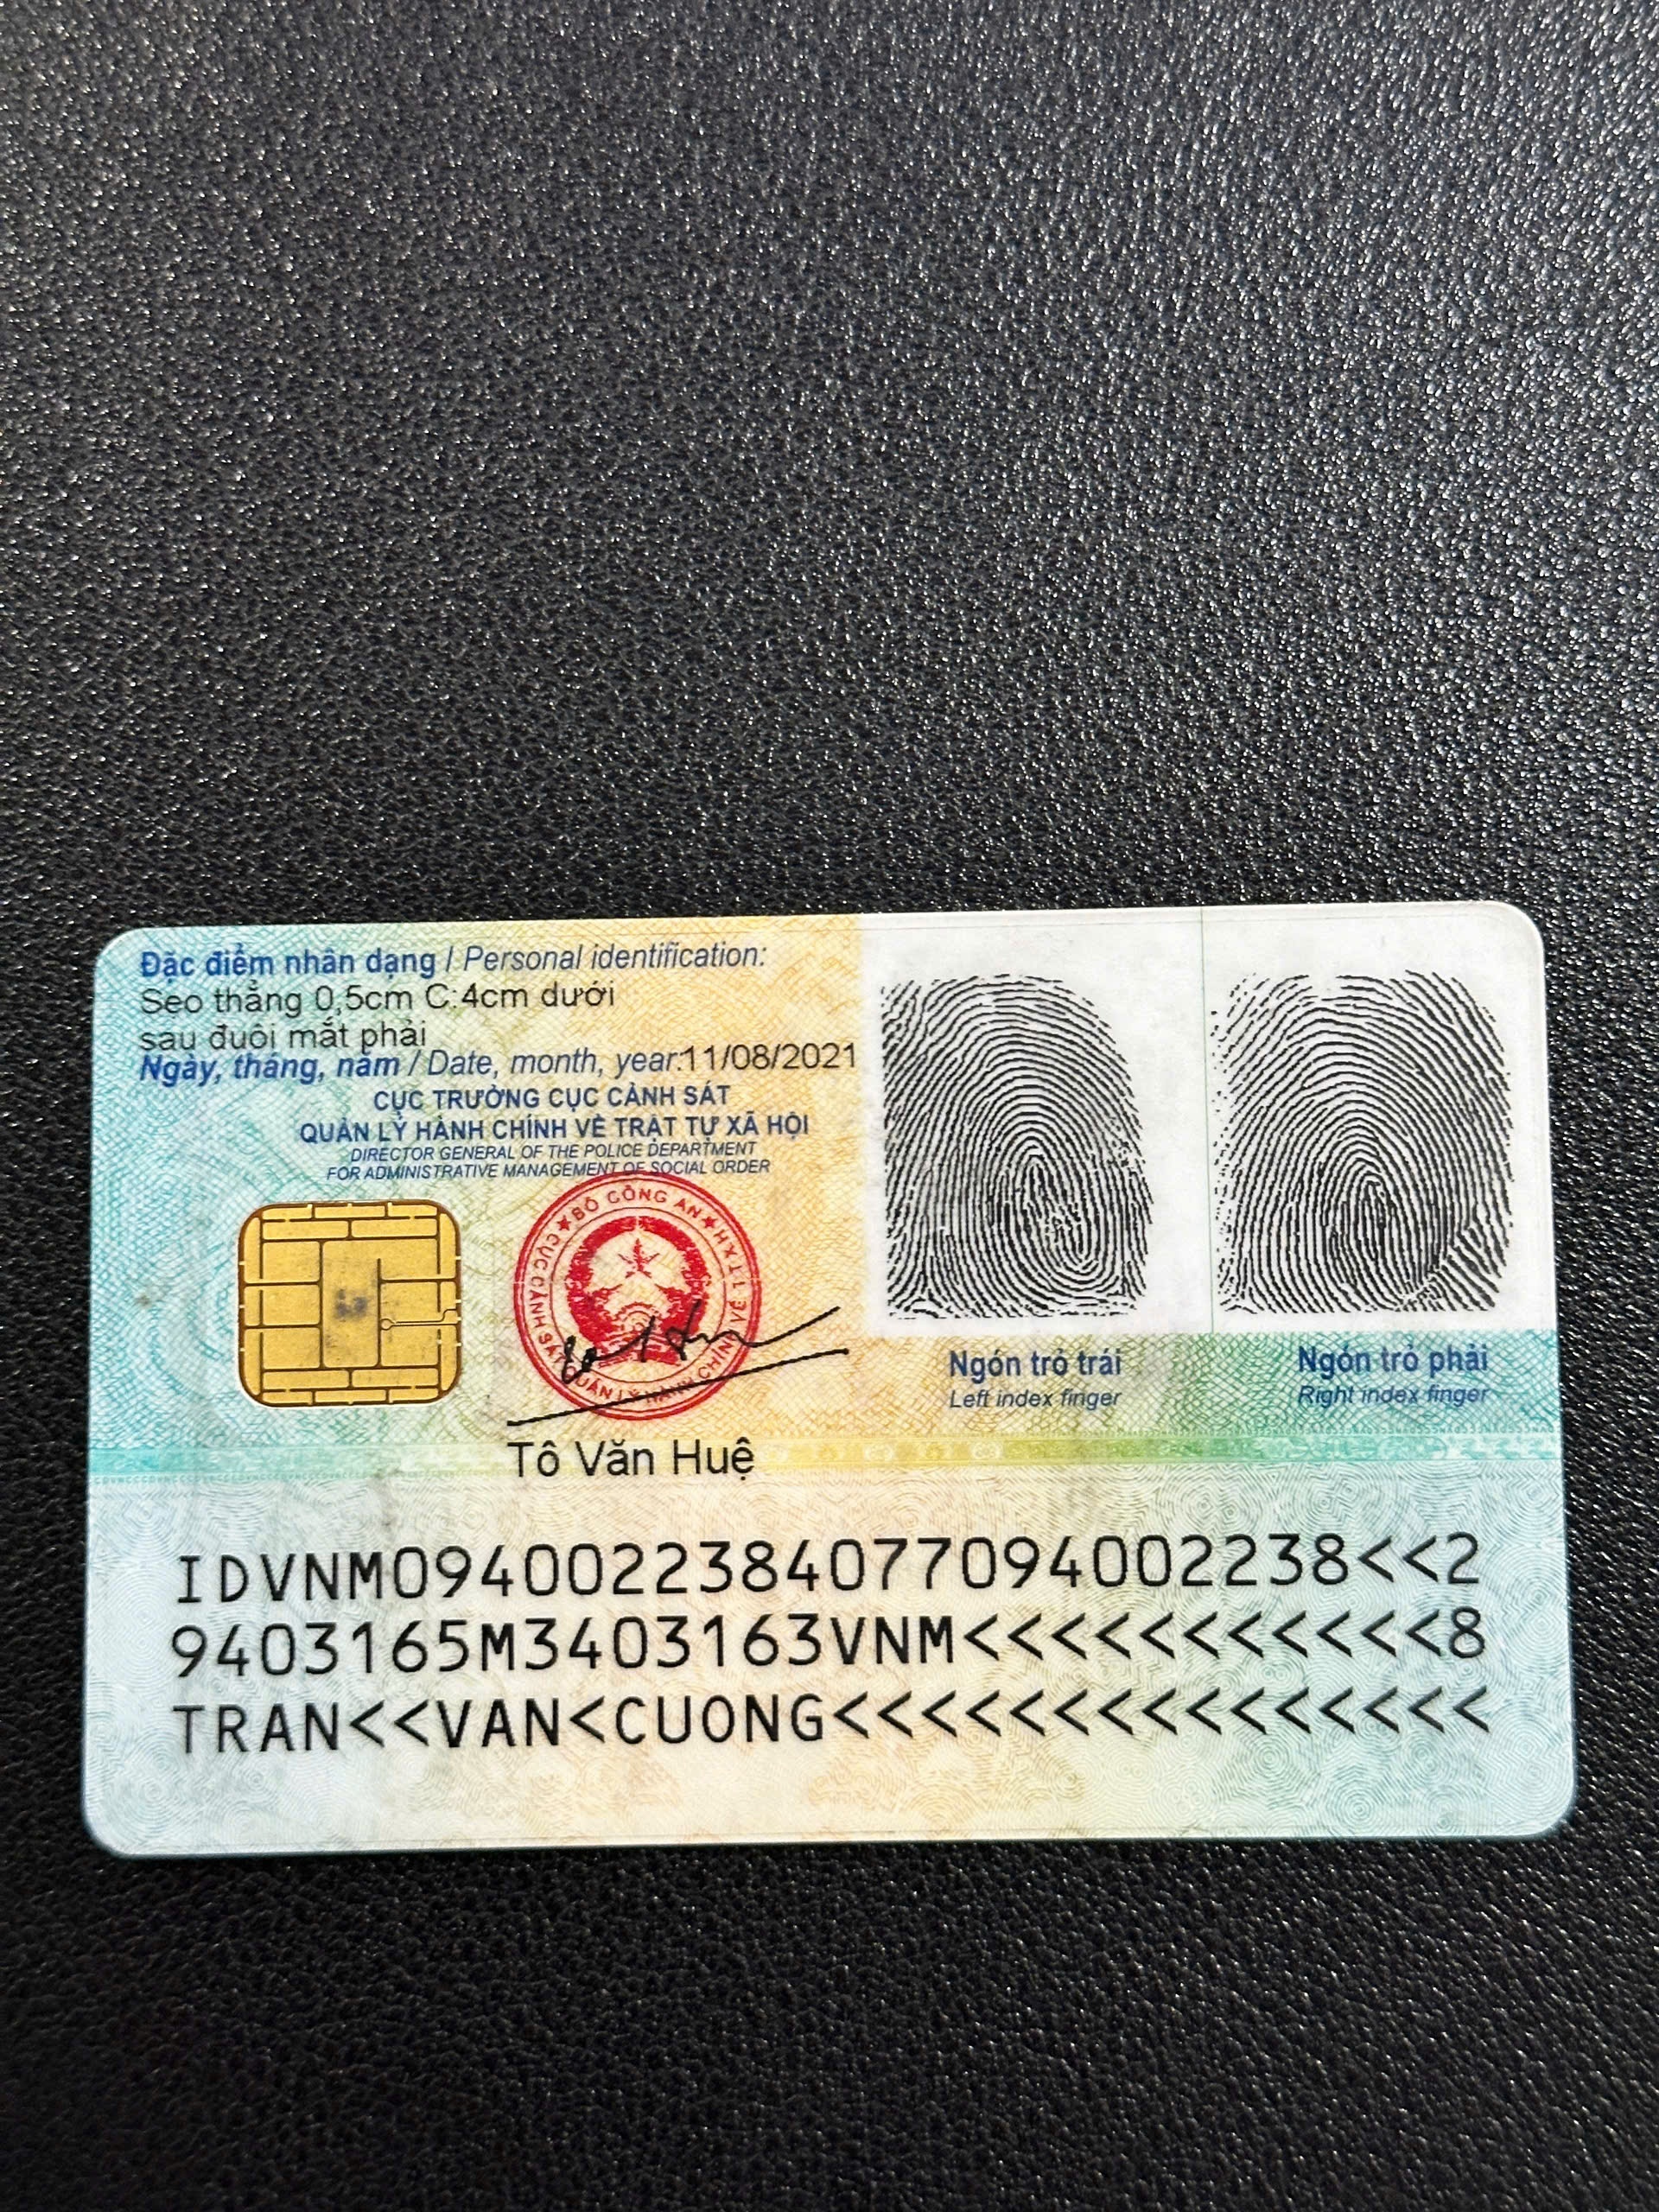 Đặc điểm nhân dạng / Personal identification:
Sẹo thẳng 0,5cm C:4cm dưới
sau đuôi mắt phải
Ngày, tháng, năm / Date, month, year:11/08/2021
CỤC TRƯỞNG CỤC CẢNH SÁT
QUẢN LÝ HÀNH CHÍNH VỀ TRẬT TỰ XÃ HỘI
DIRECTOR GENERAL OF THE POLICE DEPARTMENT
FOR ADMINISTRATIVE MANAGEMENT OF SOCIAL ORDER
BỘ CÔNG AN
CỤC CẢNH SÁT QUẢN LÝ HÀNH CHÍNH VỀ TTXH
Tô Văn Huệ
Ngón trỏ trái
Left index finger
Ngón trỏ phải
Right index finger
IDVNM0940022384077094002238<<2
9403165M3403163VNM<<<<<<<<<<<8
TRAN<<VAN<CUONG<<<<<<<<<<<<<<<